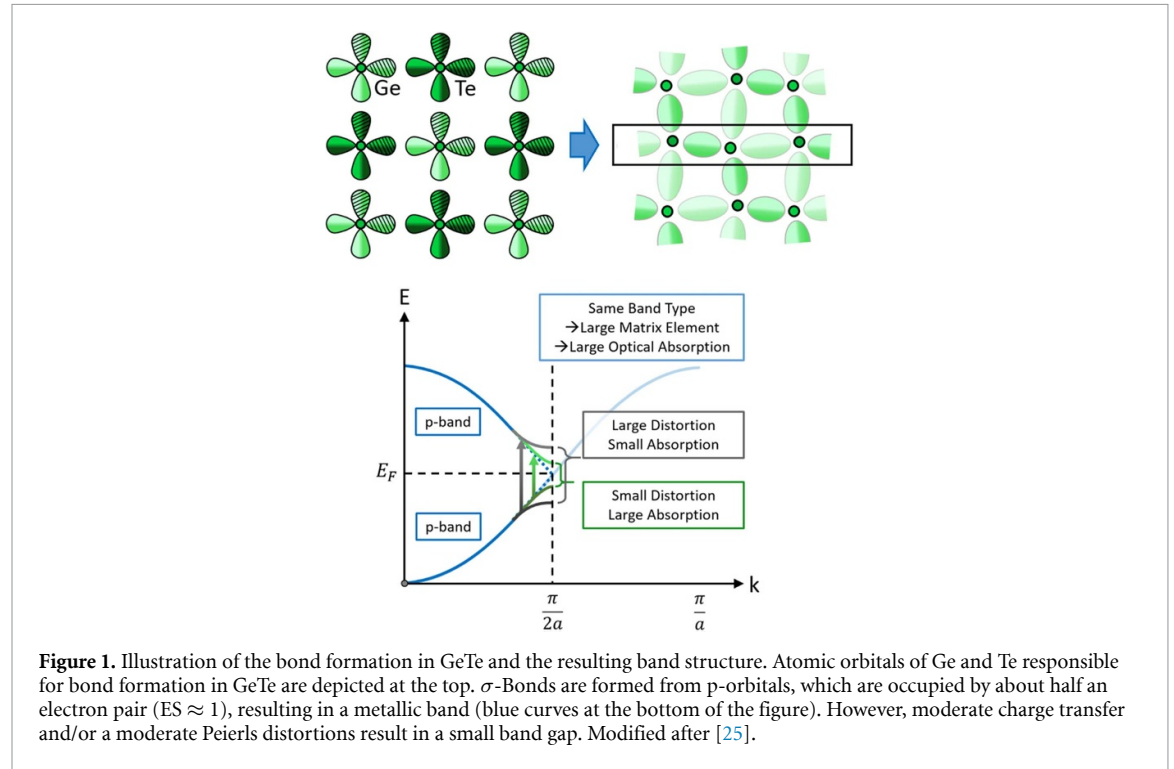 Ge
Te
E
Same Band Type
→Large Matrix Element
→Large Optical Absorption
p-band
Large Distortion
Small Absorption
E_F
Small Distortion
Large Absorption
p-band
k
π/2a
π/a
Figure 1. Illustration of the bond formation in GeTe and the resulting band structure. Atomic orbitals of Ge and Te responsible
for bond formation in GeTe are depicted at the top. σ-Bonds are formed from p-orbitals, which are occupied by about half an
electron pair (ES ≈ 1), resulting in a metallic band (blue curves at the bottom of the figure). However, moderate charge transfer
and/or a moderate Peierls distortions result in a small band gap. Modified after [25].